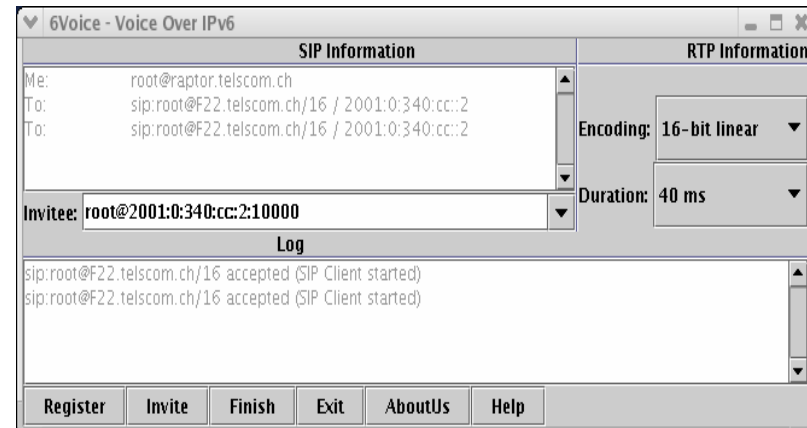 6Voice - Voice Over IPv6
SIP Information
RTP Information
Me: root@raptor.telscom.ch
To: sip:root@F22.telscom.ch/16 / 2001:0:340:cc::2
To: sip:root@F22.telscom.ch/16 / 2001:0:340:cc::2
Encoding: 16-bit linear
Duration: 40 ms
Invitee: root@2001:0:340:cc::2:10000
Log
sip:root@F22.telscom.ch/16 accepted (SIP Client started)
sip:root@F22.telscom.ch/16 accepted (SIP Client started)
Register Invite Finish Exit AboutUs Help